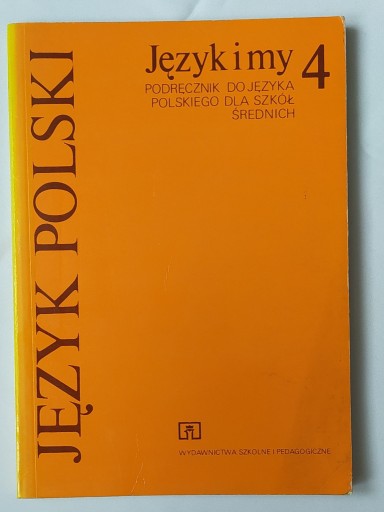 JĘZYK POLSKI
Język i my 4
PODRĘCZNIK DO JĘZYKA
POLSKIEGO DLA SZKÓŁ
ŚREDNICH
WYDAWNICTWA SZKOLNE I PEDAGOGICZNE